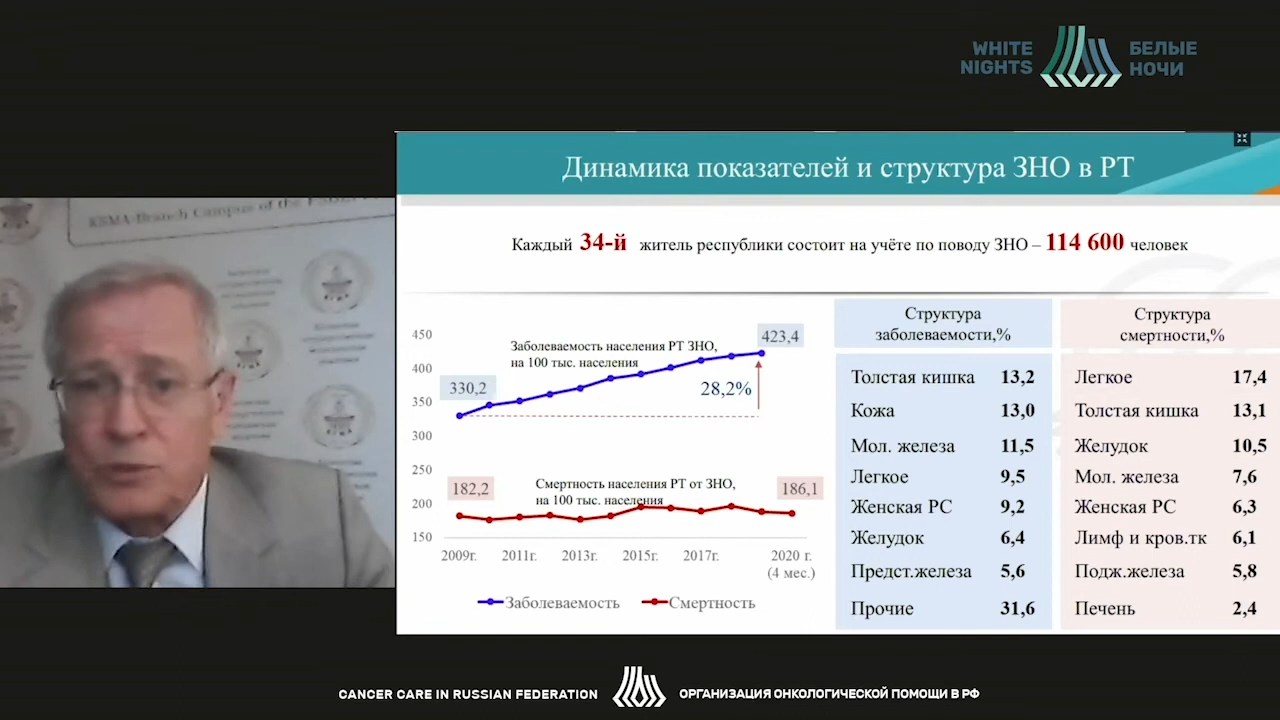 WHITE
NIGHTS
БЕЛЫЕ
НОЧИ
KSMA-Branch Campus of the F
Динамика показателей и структура ЗНО в РТ
Каждый 34-й житель республики состоит на учёте по поводу ЗНО – 114 600 человек
450
400
350
300
250
200
150
Заболеваемость населения РТ ЗНО,
на 100 тыс. населения
330,2
423,4
28,2%
Смертность населения РТ от ЗНО,
на 100 тыс. населения
182,2
186,1
2009г. 2011г. 2013г. 2015г. 2017г. 2020 г.
(4 мес.)
Заболеваемость Смертность
Структура
заболеваемости,%
Толстая кишка 13,2
Кожа 13,0
Мол. железа 11,5
Легкое 9,5
Женская РС 9,2
Желудок 6,4
Предст.железа 5,6
Прочие 31,6
Структура
смертности,%
Легкое 17,4
Толстая кишка 13,1
Желудок 10,5
Мол. железа 7,6
Женская РС 6,3
Лимф и кров.тк 6,1
Подж.железа 5,8
Печень 2,4
CANCER CARE IN RUSSIAN FEDERATION
ОРГАНИЗАЦИЯ ОНКОЛОГИЧЕСКОЙ ПОМОЩИ В РФ